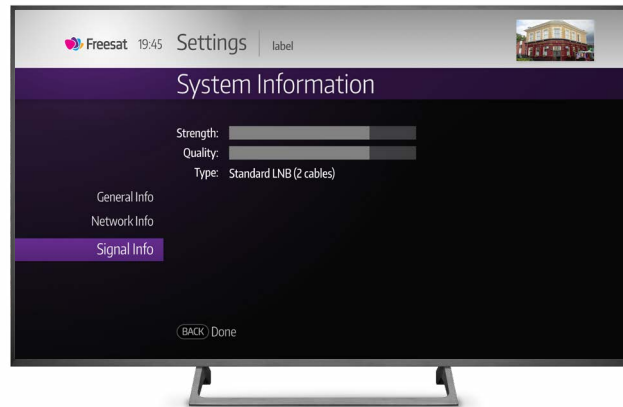 Freesat 19:45 Settings label
System Information
Strength:
Quality:
Type: Standard LNB (2 cables)
General Info
Network Info
Signal Info
BACK Done